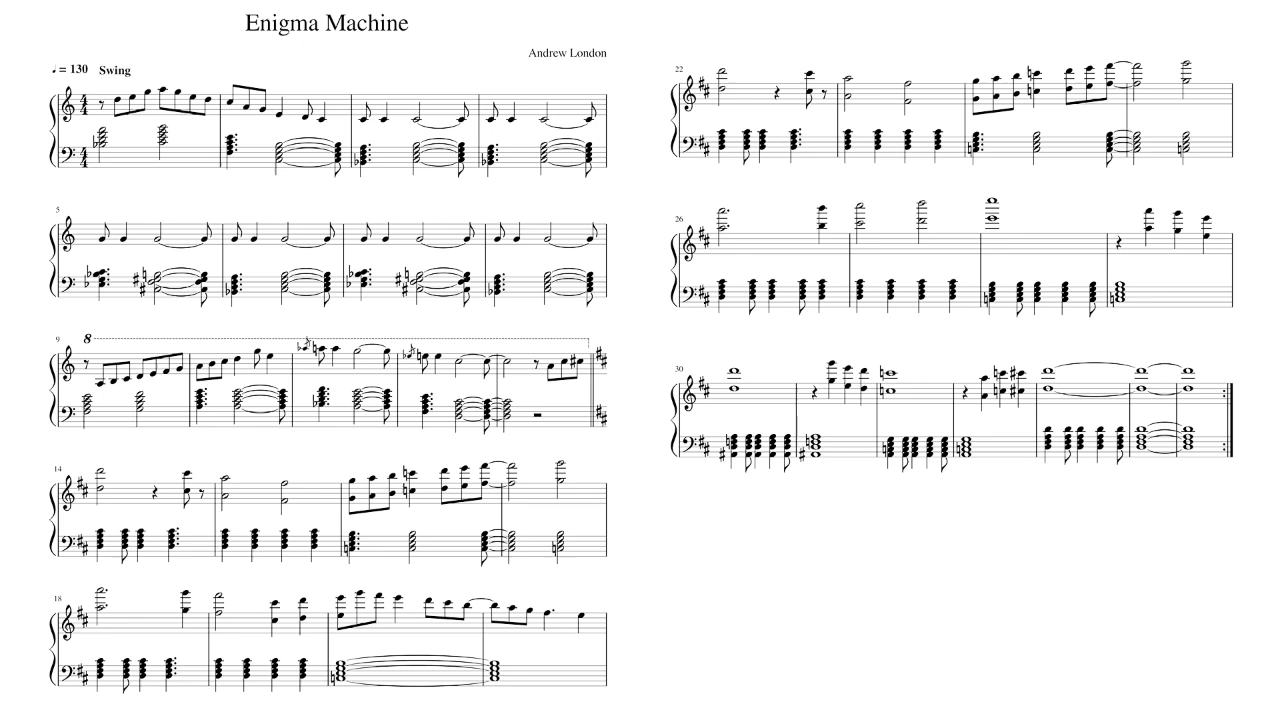 Enigma Machine
Andrew London
♩. = 130 Swing
5
8
9
14
18
22
26
30